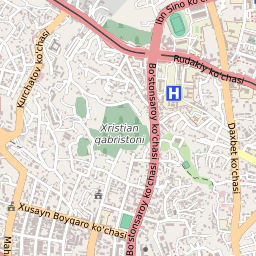 Ibn Sino ko'chasi
Rudakiy ko'chasi
Kurchatov ko'chasi
Bo'stonsaroy ko'chasi
H
Daxbet ko'chasi
Xristian
qabristoni
Xusayn Boyqaro ko'chasi
Bo'stonsaroy ko'chasi
Mah